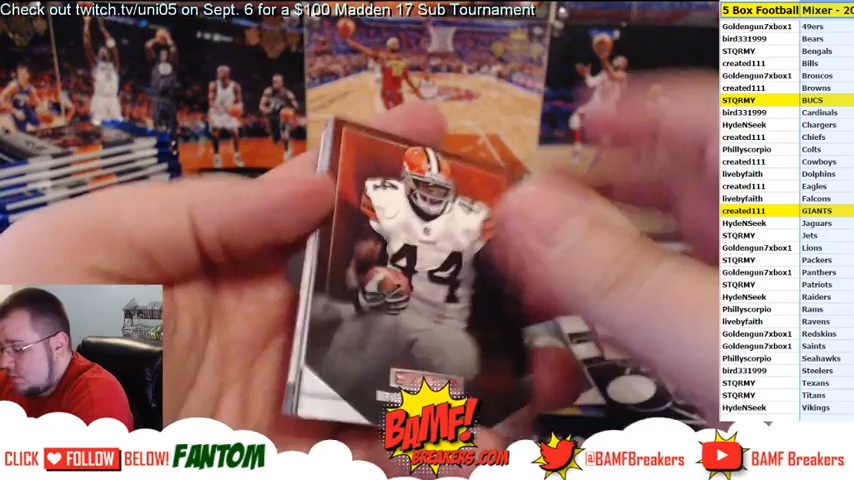 Check out twitch.tv/uni05 on Sept. 6 for a $100 Madden 17 Sub Tournament
5 Box Football Mixer - 20
Goldengun7xbox1 49ers
bird331999 Bears
STQRMY Bengals
created111 Bills
Goldengun7xbox1 Broncos
created111 Browns
STQRMY BUCS
bird331999 Cardinals
HydeNSeek Chargers
created111 Chiefs
Phillyscorpio Colts
created111 Cowboys
livebyfaith Dolphins
created111 Eagles
livebyfaith Falcons
created111 GIANTS
HydeNSeek Jaguars
STQRMY Jets
Goldengun7xbox1 Lions
STQRMY Packers
Goldengun7xbox1 Panthers
STQRMY Patriots
HydeNSeek Raiders
Phillyscorpio Rams
livebyfaith Ravens
Goldengun7xbox1 Redskins
Goldengun7xbox1 Saints
Phillyscorpio Seahawks
bird331999 Steelers
STQRMY Texans
STQRMY Titans
HydeNSeek Vikings
44
44
BAMF!
BREAKERS.COM
CLICK FOLLOW BELOW! FANTOM
@BAMFBreakers
BAMF Breakers